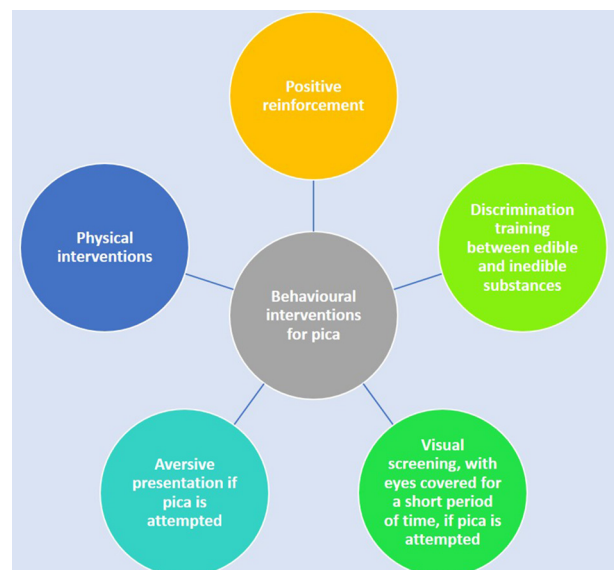 Positive
reinforcement
Physical
interventions
Discrimination
training
between edible
and inedible
substances
Behavioural
interventions
for pica
Aversive
presentation if
pica is
attempted
Visual
screening, with
eyes covered for
a short period
of time, if pica is
attempted